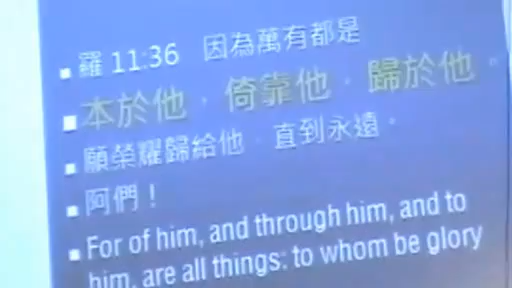 羅 11:36 因為萬有都是
本於他，倚靠他，歸於他。
願榮耀歸給他，直到永遠。
阿們！
For of him, and through him, and to
him, are all things: to whom be glory